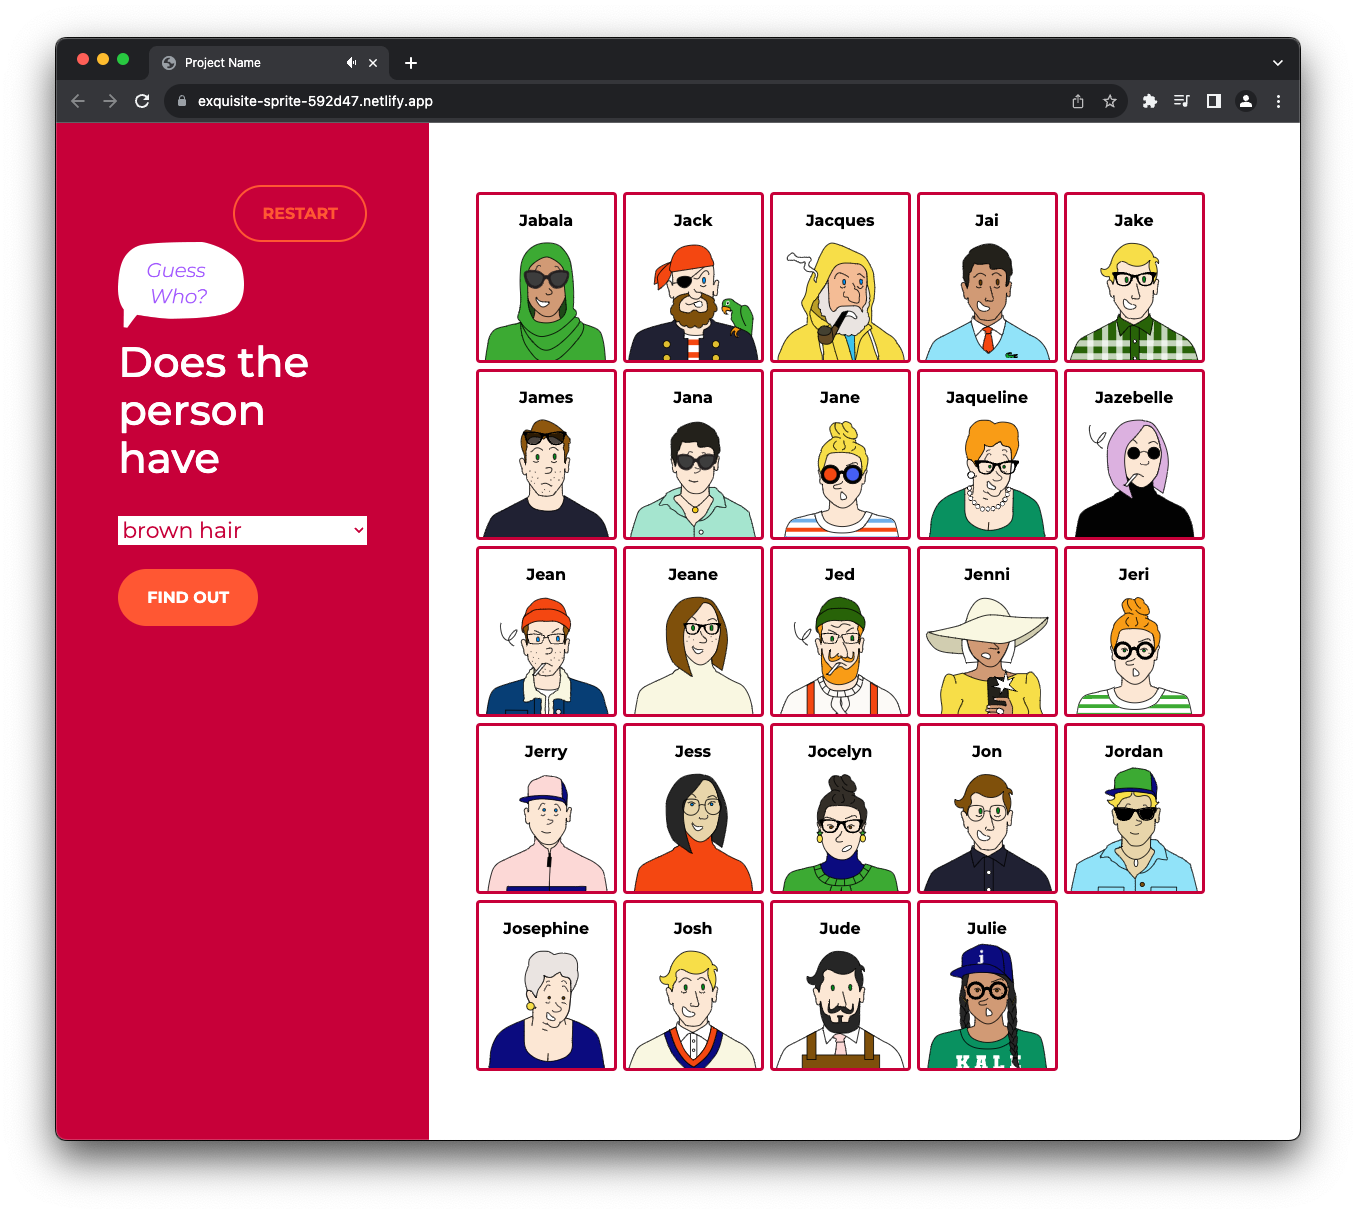 Project Name
exquisite-sprite-592d47.netlify.app
RESTART
Guess
Who?
Does the
person
have
brown hair
FIND OUT
Jabala
Jack
Jacques
Jai
Jake
James
Jana
Jane
Jaqueline
Jazebelle
Jean
Jeane
Jed
Jenni
Jeri
Jerry
Jess
Jocelyn
Jon
Jordan
Josephine
Josh
Jude
Julie
j